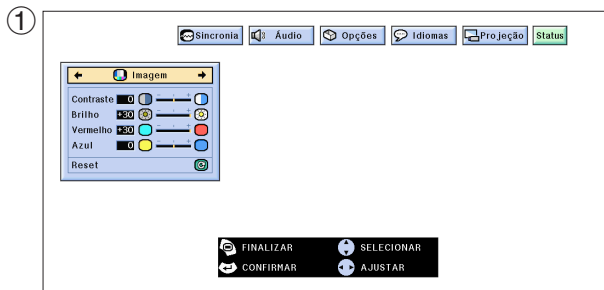 ①
Sincronia Áudio Opções Idiomas Projeção Status
Imagem
Contraste 0
Brilho +30
Vermelho +30
Azul 0
Reset
FINALIZAR SELECIONAR
CONFIRMAR AJUSTAR